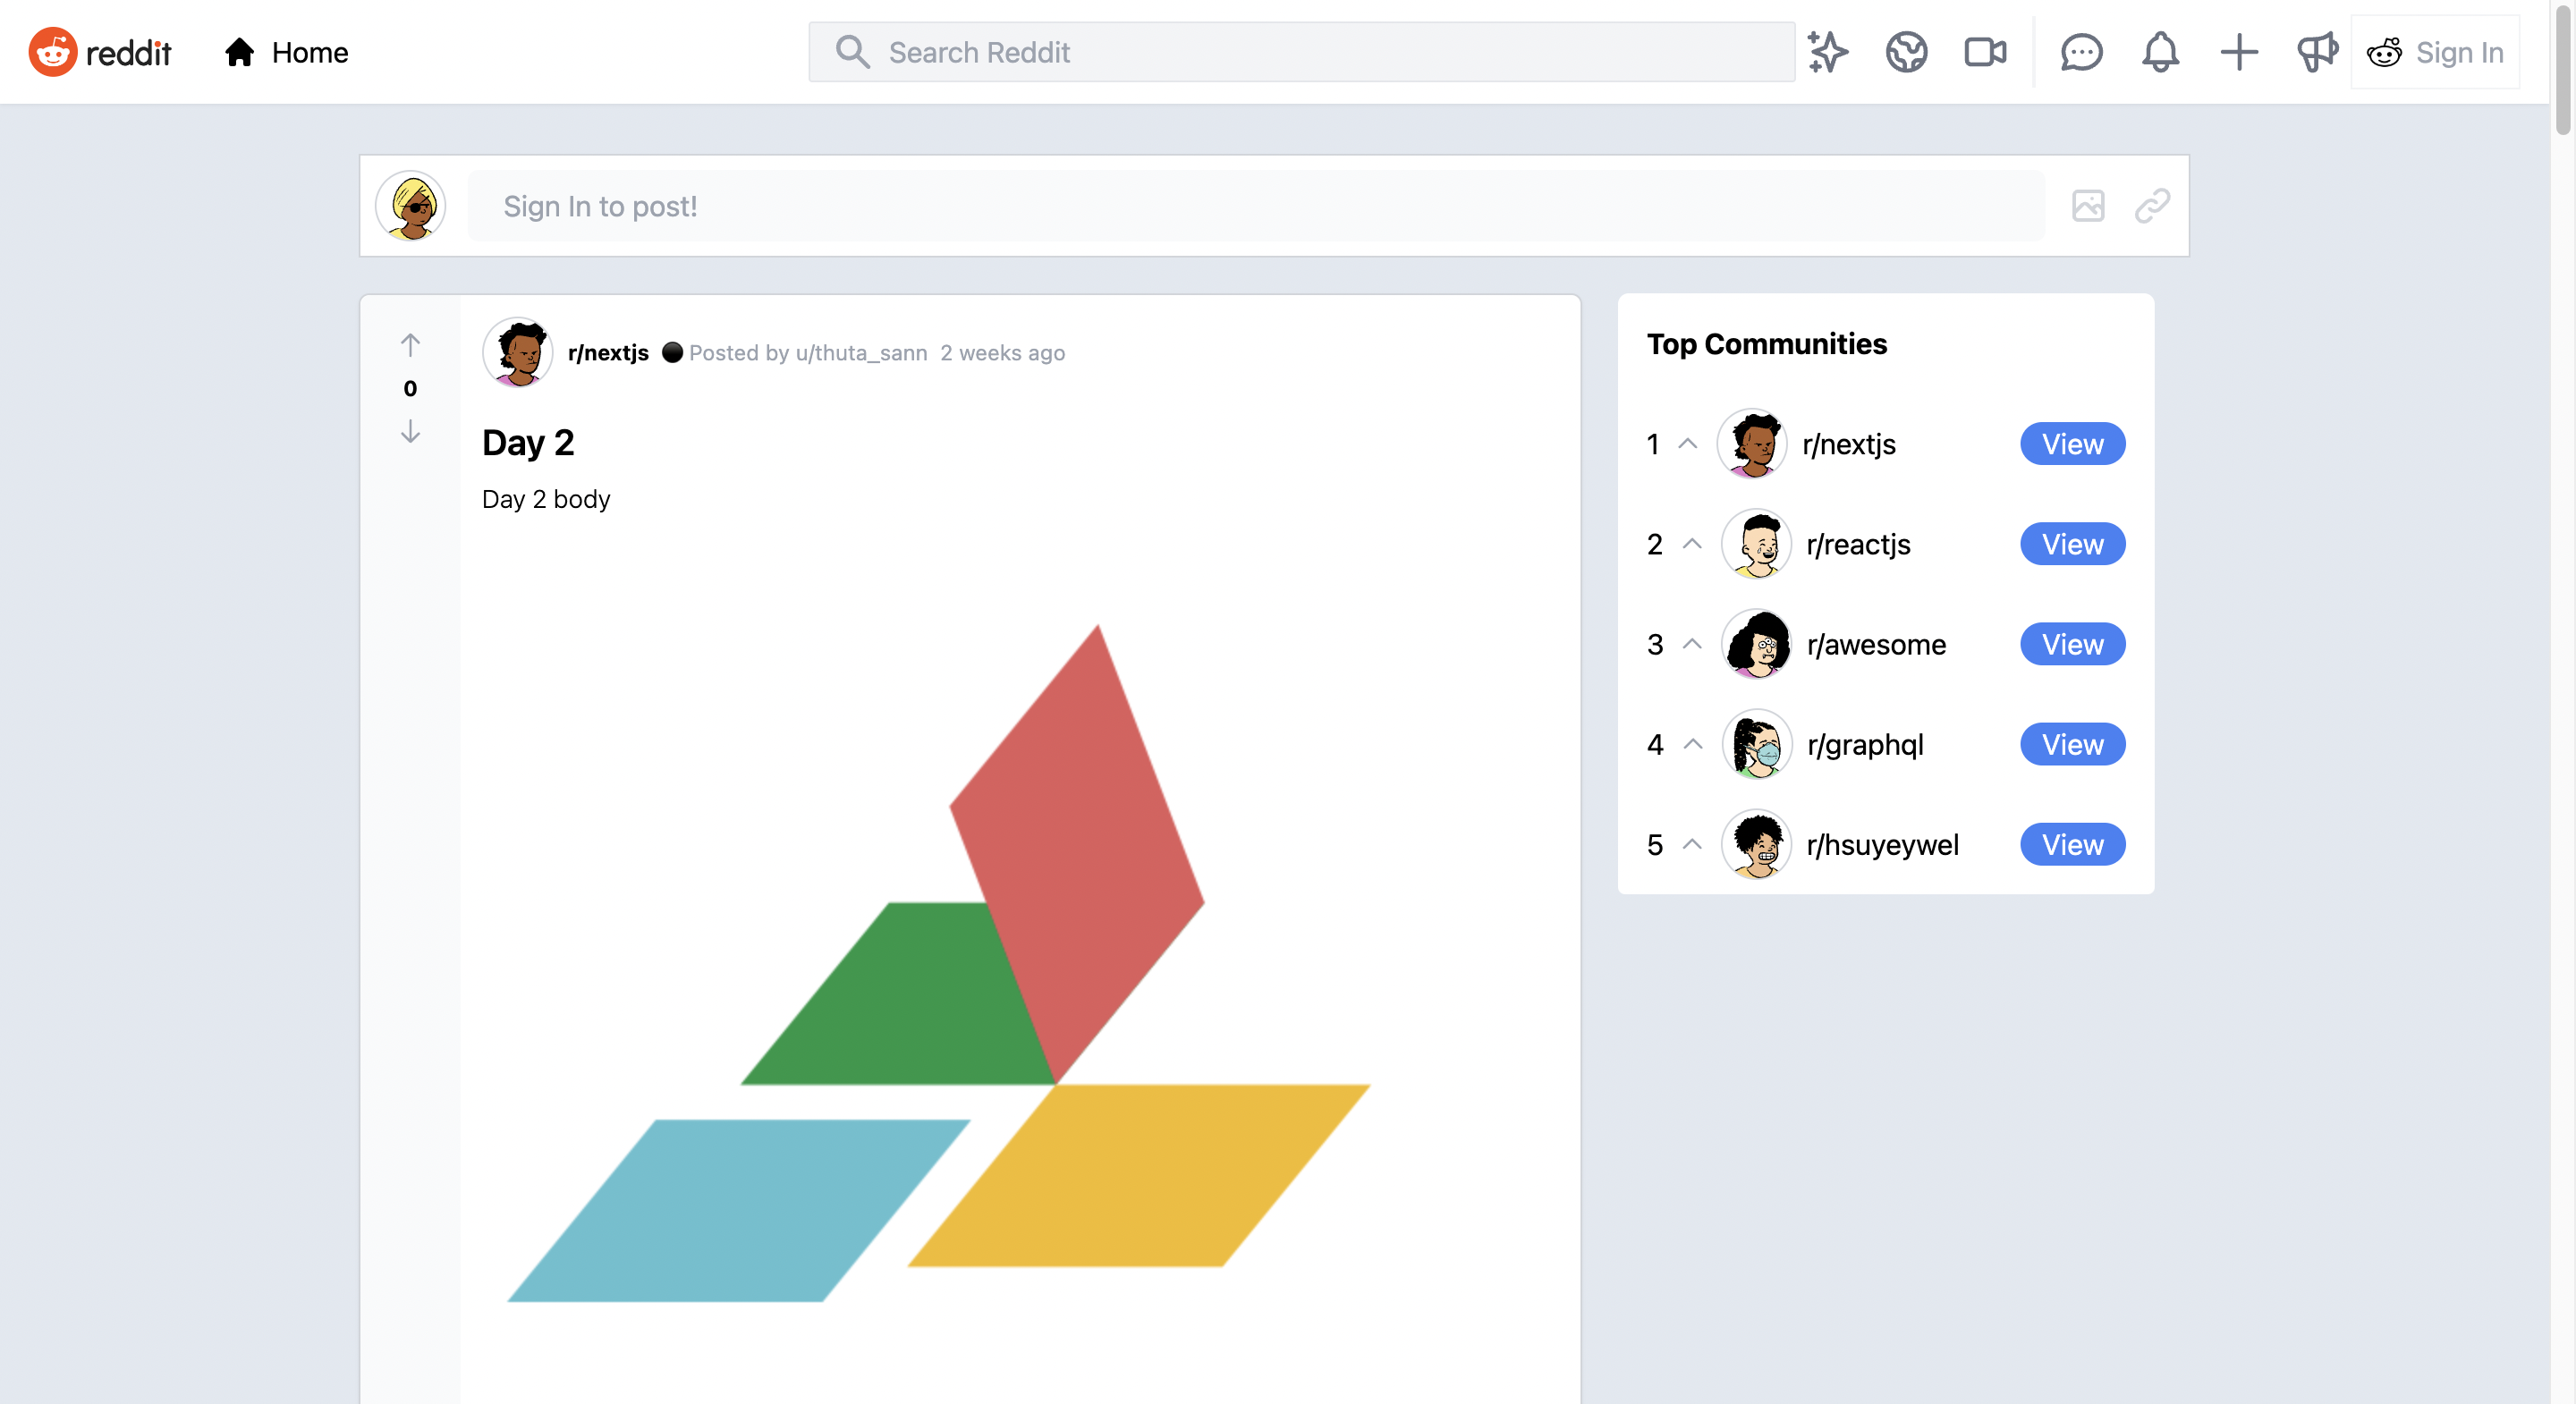 reddit
Home
Search Reddit
Sign In
Sign In to post!
0
r/nextjs Posted by u/thuta_sann 2 weeks ago
Day 2
Day 2 body
Top Communities
1 r/nextjs View
2 r/reactjs View
3 r/awesome View
4 r/graphql View
5 r/hsuyeywel View